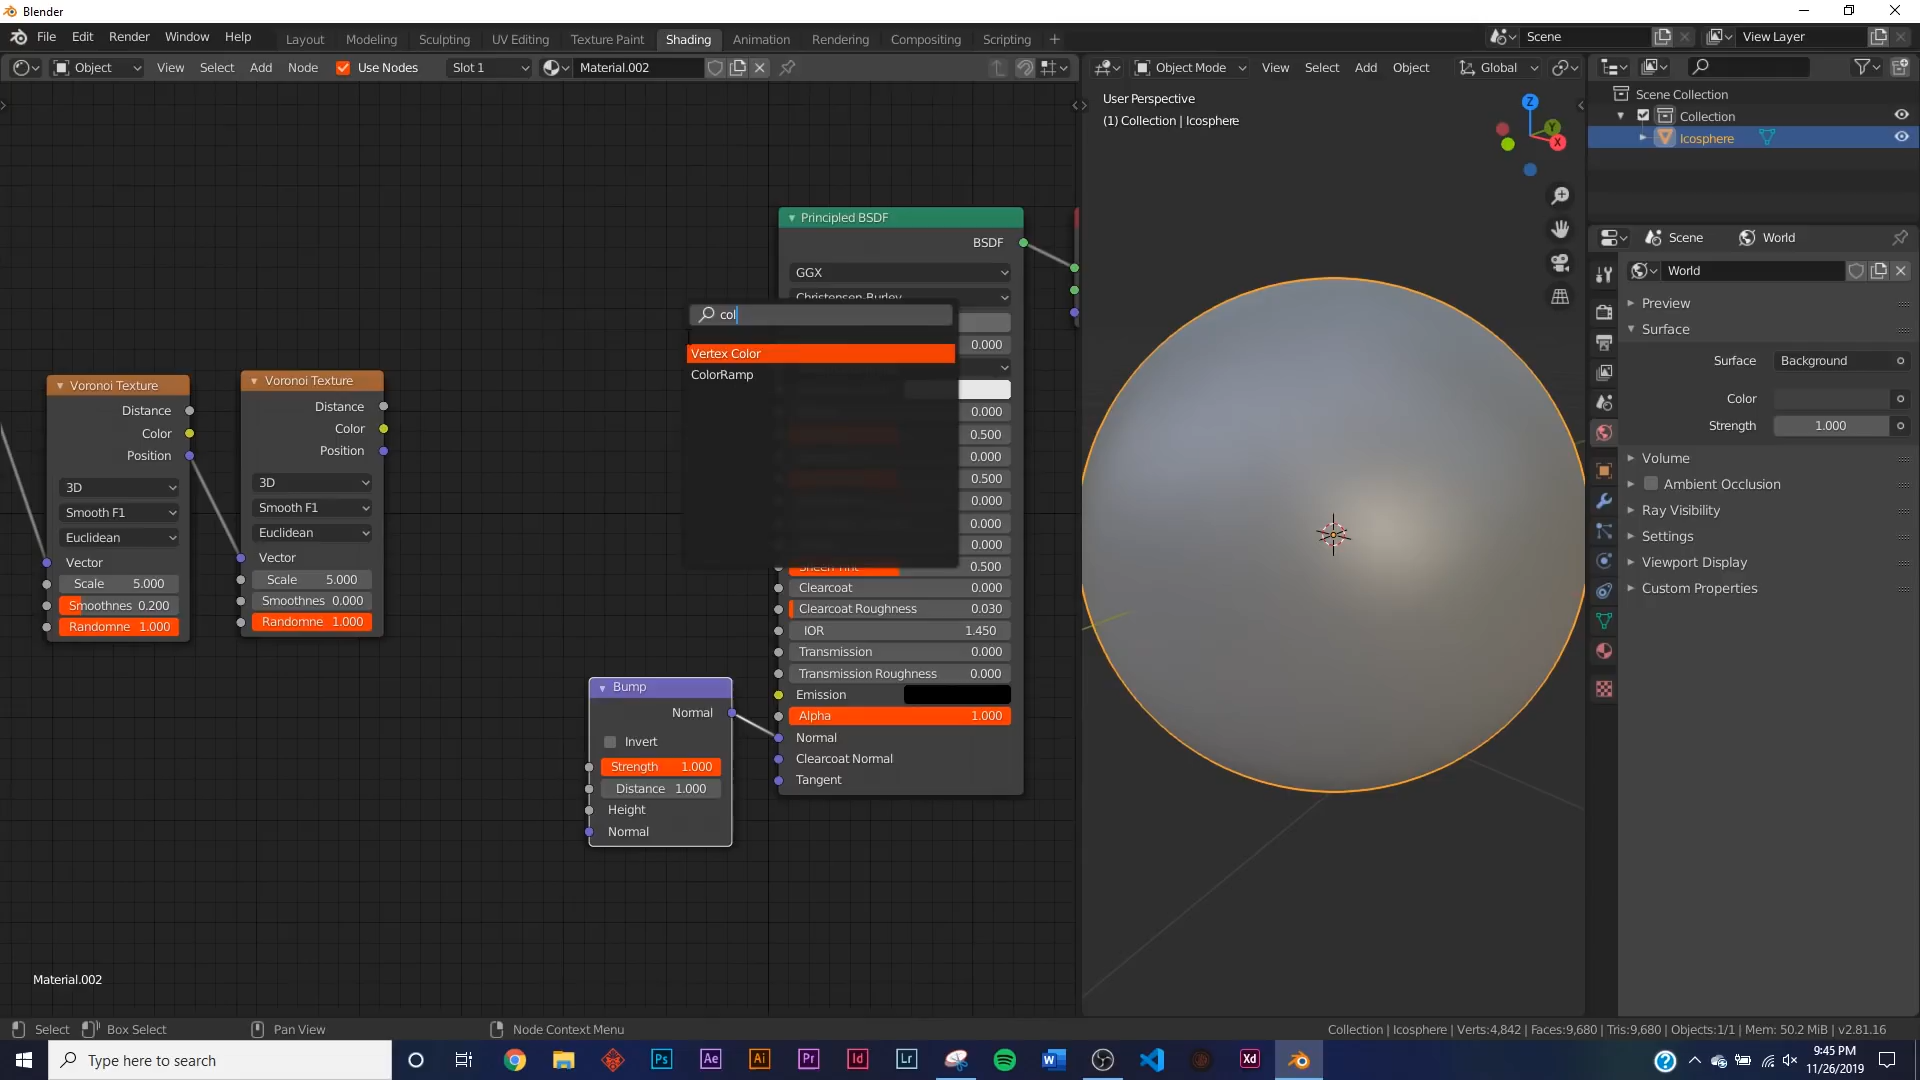 Blender
File Edit Render Window Help Layout Modeling Sculpting UV Editing Texture Paint Shading Animation Rendering Compositing Scripting + Scene View Layer
Object View Select Add Node Use Nodes Slot 1 Material.002
Object Mode View Select Add Object Global
User Perspective
(1) Collection | Icosphere
Z
Y
X
Scene Collection
Collection
Icosphere
Scene World
World
Preview
Surface
Surface Background
Color
Strength 1.000
Volume
Ambient Occlusion
Ray Visibility
Settings
Viewport Display
Custom Properties
Voronoi Texture
Distance
Color
Position
3D
Smooth F1
Euclidean
Vector
Scale 5.000
Smoothnes 0.200
Randomne 1.000
Voronoi Texture
Distance
Color
Position
3D
Smooth F1
Euclidean
Vector
Scale 5.000
Smoothnes 0.000
Randomne 1.000
Principled BSDF
BSDF
GGX
Christensen-Burley
col
Vertex Color
ColorRamp
0.000
0.000
0.500
0.000
0.500
0.000
0.000
0.000
Sheen Tint 0.500
Clearcoat 0.000
Clearcoat Roughness 0.030
IOR 1.450
Transmission 0.000
Transmission Roughness 0.000
Emission
Alpha 1.000
Normal
Clearcoat Normal
Tangent
Bump
Normal
Invert
Strength 1.000
Distance 1.000
Height
Normal
Material.002
Select Box Select Pan View Node Context Menu
Collection | Icosphere | Verts:4,842 | Faces:9,680 | Tris:9,680 | Objects:1/1 | Mem: 50.2 MiB | v2.81.16
Type here to search
Ps Ae Ai Pr Id Lr W Xd
9:45 PM
11/26/2019